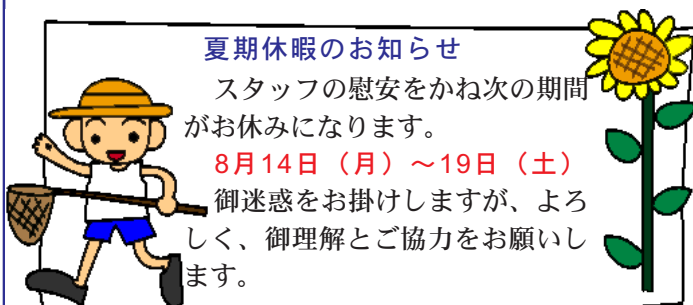 夏期休暇のお知らせ
スタッフの慰安をかね次の期間
がお休みになります。
8月14日（月）～19日（土）
御迷惑をお掛けしますが、よろ
しく、御理解とご協力をお願いし
ます。